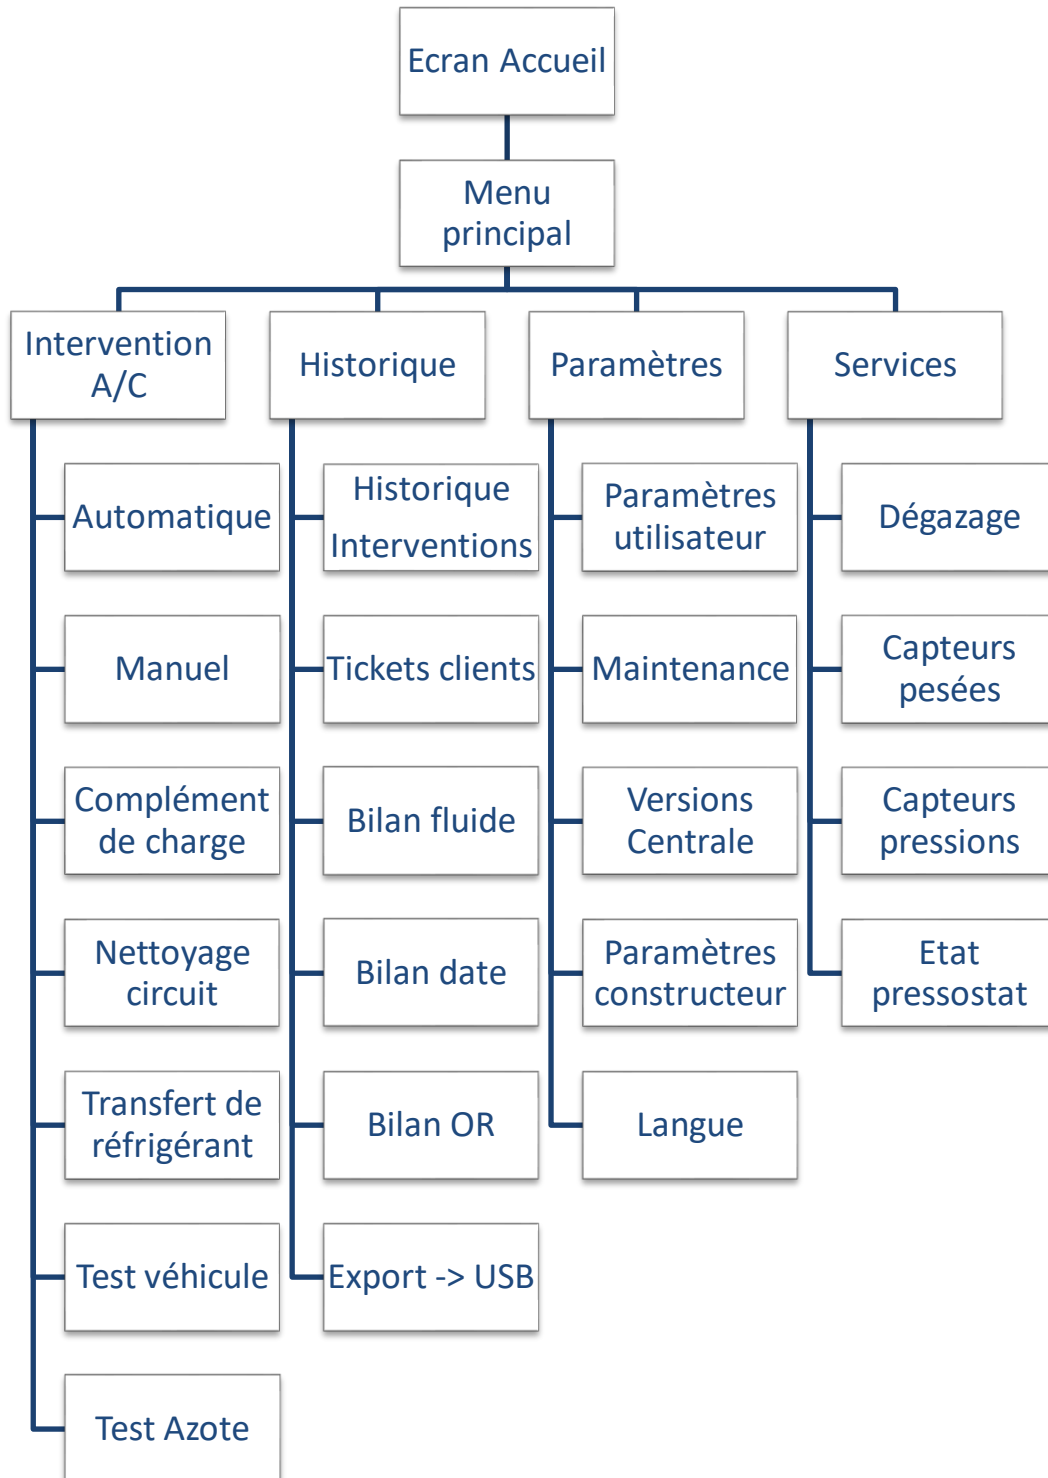 Ecran Accueil
Menu
principal
Intervention
A/C
Automatique
Manuel
Complément
de charge
Nettoyage
circuit
Transfert de
réfrigérant
Test véhicule
Test Azote
Historique
Historique
Interventions
Tickets clients
Bilan fluide
Bilan date
Bilan OR
Export -> USB
Paramètres
Paramètres
utilisateur
Maintenance
Versions
Centrale
Paramètres
constructeur
Langue
Services
Dégazage
Capteurs
pesées
Capteurs
pressions
Etat
pressostat